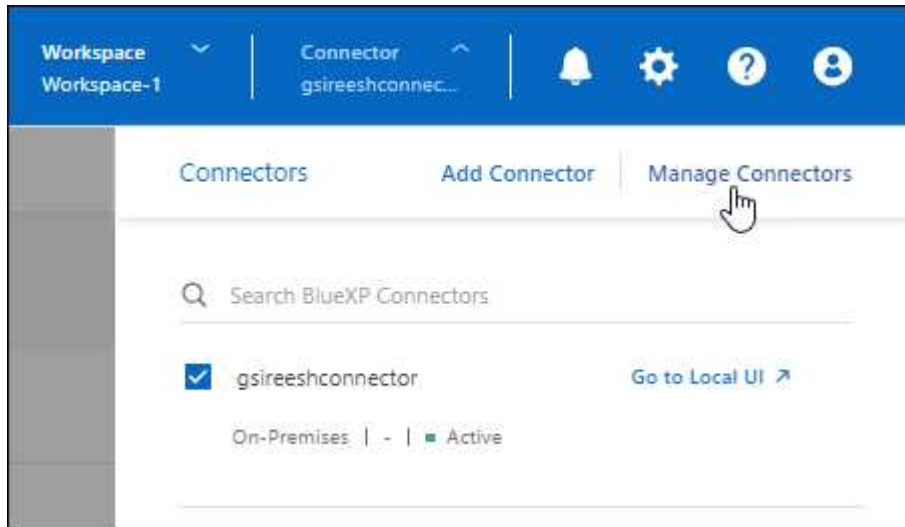 Workspace
Workspace-1
Connector
gsireeshconnec...
Connectors
Add Connector
Manage Connectors
Search BlueXP Connectors
gsireeshconnector
Go to Local UI
On-Premises | - | Active